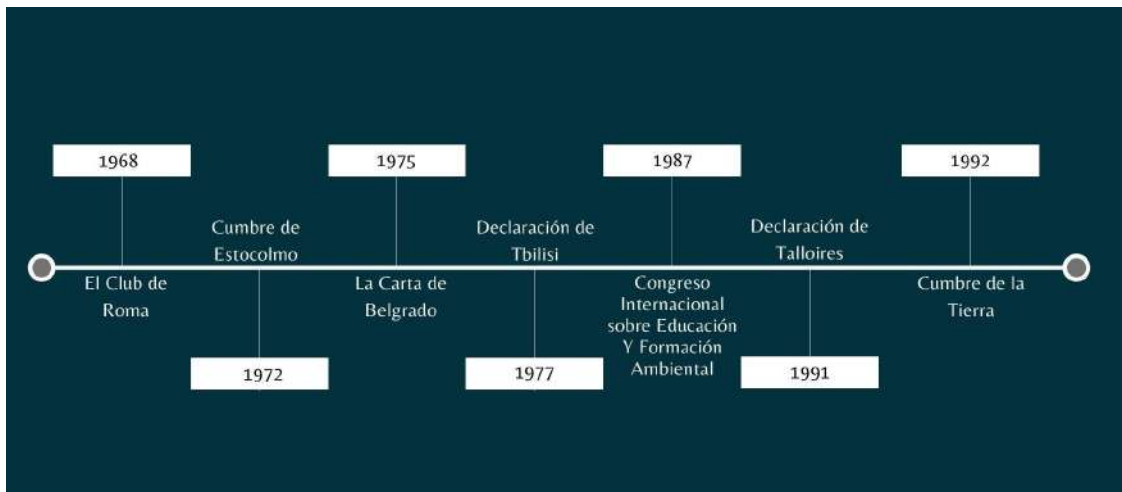 1968
El Club de
Roma
Cumbre de
Estocolmo
1972
1975
La Carta de
Belgrado
Declaración de
Tbilisi
1977
1987
Congreso
Internacional
sobre Educación
Y Formación
Ambiental
Declaración de
Talloires
1991
1992
Cumbre de la
Tierra